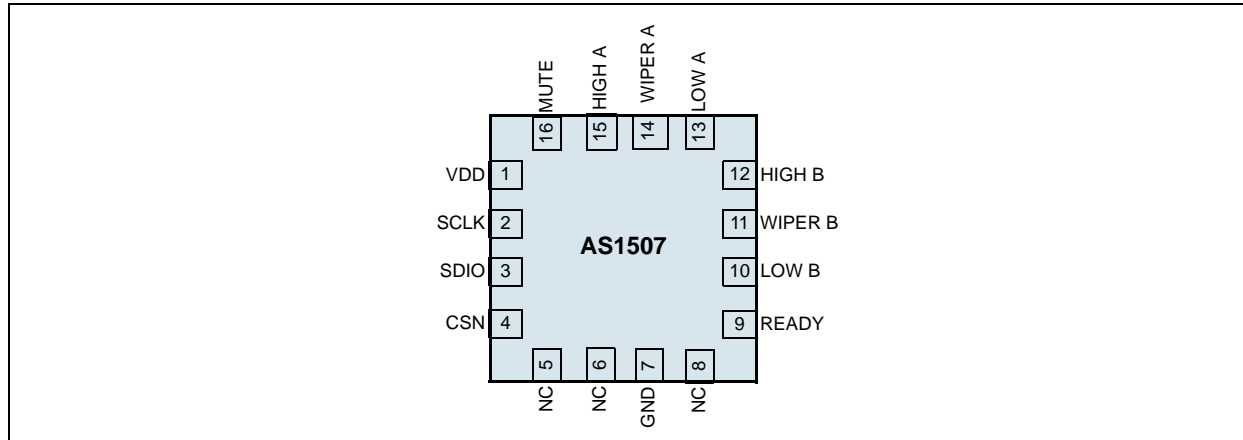 MUTE
HIGH A
WIPER A
LOW A
16
15
14
13
VDD 1
12 HIGH B
SCLK 2
11 WIPER B
AS1507
SDIO 3
10 LOW B
CSN 4
9 READY
5
6
7
8
NC
NC
GND
NC